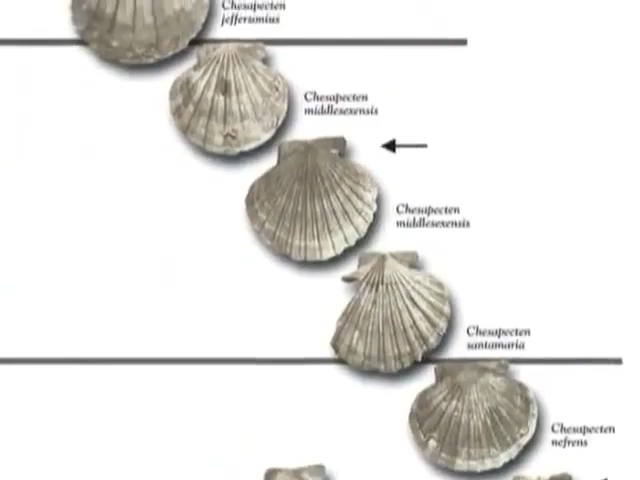 Chesapecten
jeffersonius
Chesapecten
middlesexensis
Chesapecten
middlesexensis
Chesapecten
santamaria
Chesapecten
nefrens